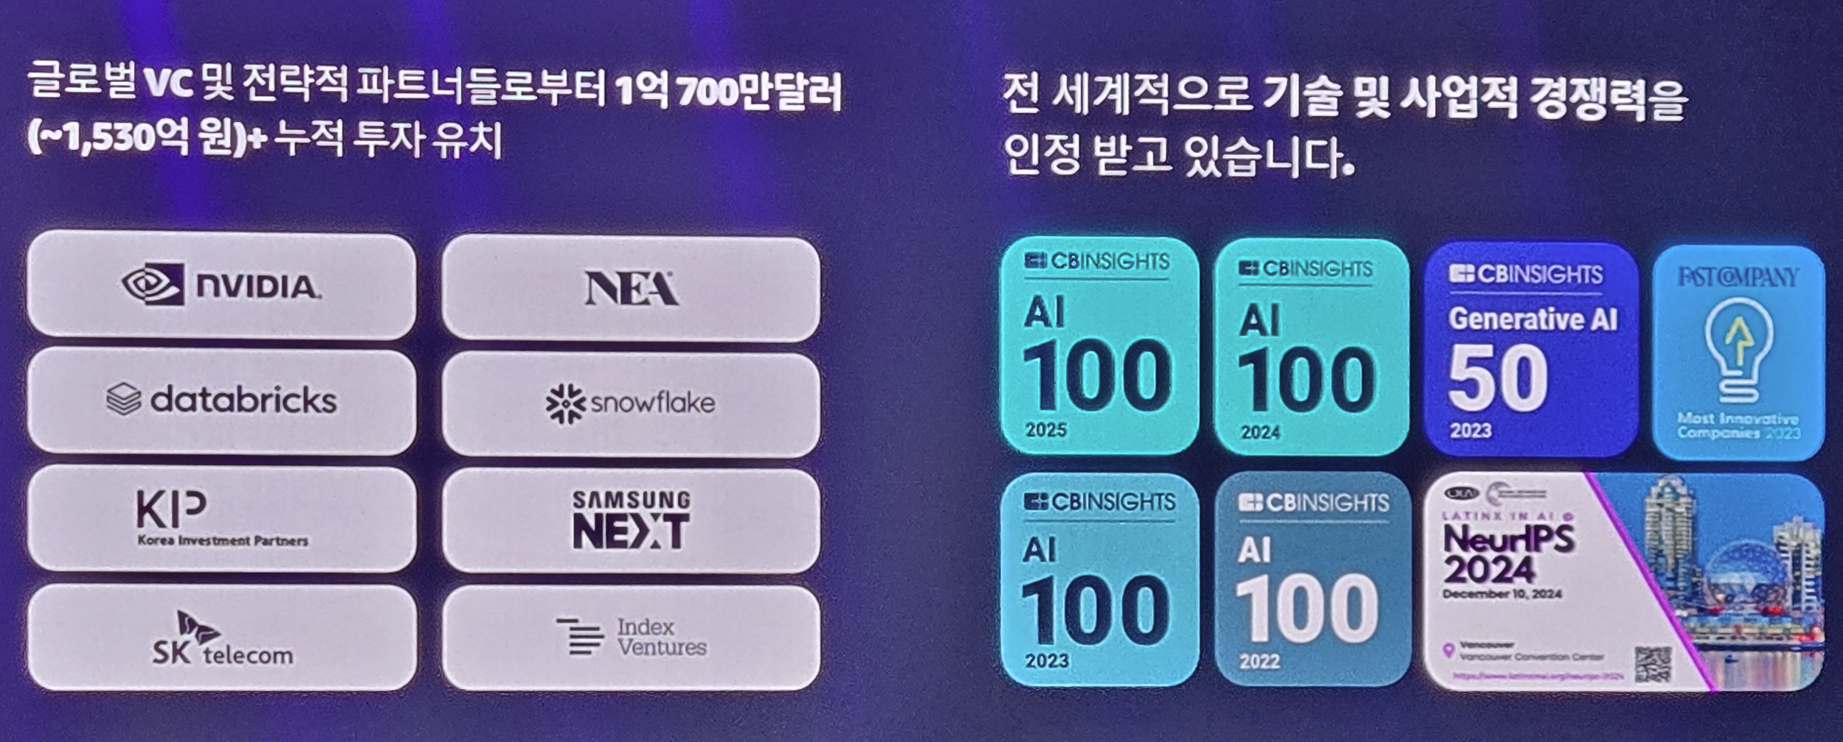 글로벌 VC 및 전략적 파트너들로부터 1억 700만달러
(~1,530억 원)+ 누적 투자 유치
NVIDIA.
NEA
databricks
snowflake
KIP
Korea Investment Partners
SAMSUNG
NEXT
SK telecom
Index
Ventures
전 세계적으로 기술 및 사업적 경쟁력을
인정 받고 있습니다.
CBINSIGHTS
AI
100
2025
CBINSIGHTS
AI
100
2024
CBINSIGHTS
Generative AI
50
2023
FAST COMPANY
Most Innovative
Companies 2023
CBINSIGHTS
AI
100
2023
CBINSIGHTS
AI
100
2022
LATINX IN AI @
NeurIPS
2024
December 10, 2024
Vancouver
Vancouver Convention Center